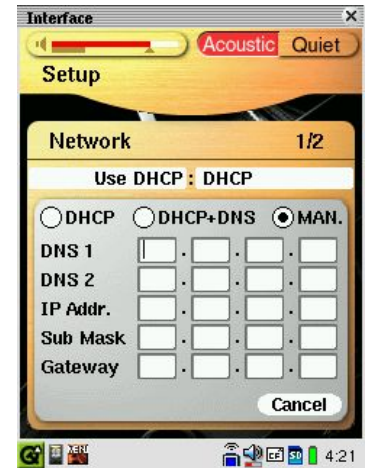 Interface
Acoustic Quiet
Setup
Network 1/2
Use DHCP : DHCP
DHCP DHCP+DNS MAN.
DNS 1
DNS 2
IP Addr.
Sub Mask
Gateway
Cancel
4:21